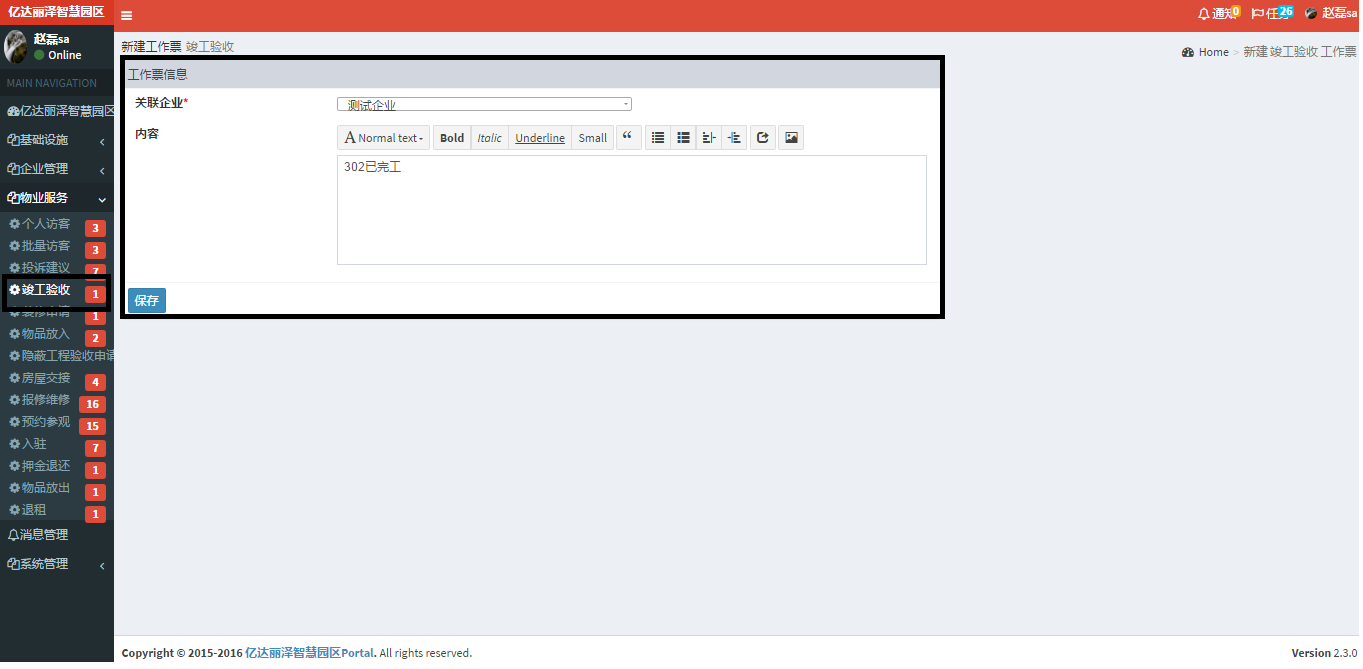 亿达丽泽智慧园区
通知 0 任务 26 赵磊sa
赵磊sa
Online
MAIN NAVIGATION
亿达丽泽智慧园区
基础设施
企业管理
物业服务
个人访客 3
批量访客 3
投诉建议 7
竣工验收 1
装修申请 1
物品放入 2
隐蔽工程验收申请
房屋交接 4
报修维修 16
预约参观 15
入驻 7
押金退还 1
物品放出 1
退租 1
消息管理
系统管理
新建工作票 竣工验收
Home > 新建 竣工验收 工作票
工作票信息
关联企业* 测试企业
内容 A Normal text Bold Italic Underline Small “
302已完工
保存
Copyright © 2015-2016 亿达丽泽智慧园区Portal. All rights reserved.
Version 2.3.0